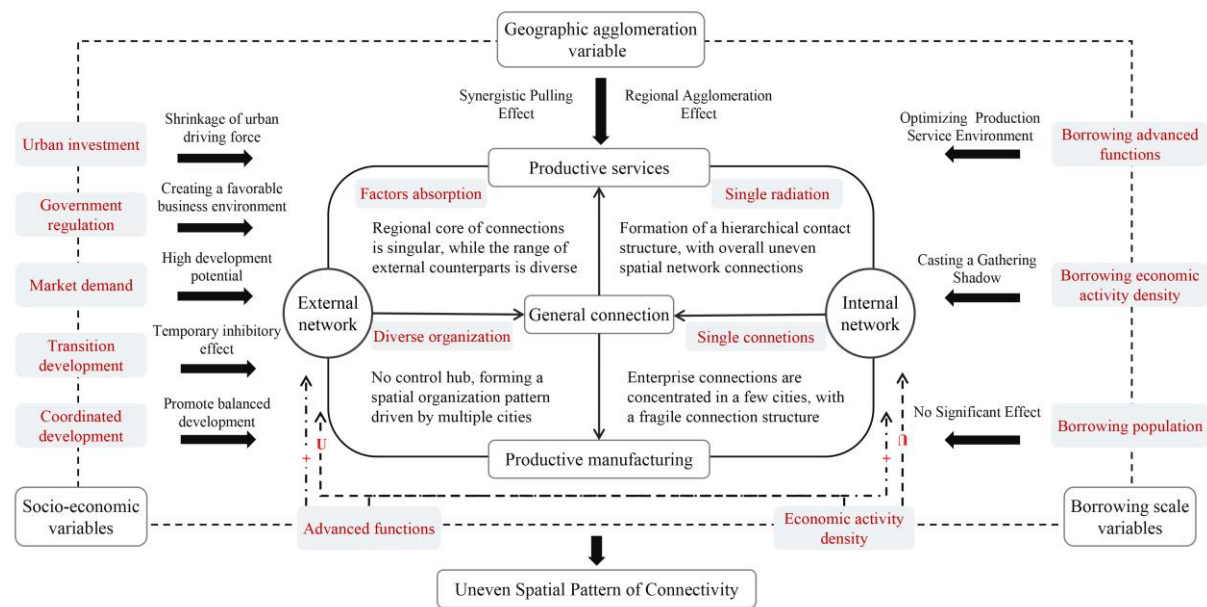 Geographic agglomeration
variable
Synergistic Pulling
Effect
Regional Agglomeration
Effect
Urban investment
Shrinkage of urban
driving force
Government
regulation
Creating a favorable
business environment
Market demand
High development
potential
Transition
development
Temporary inhibitory
effect
Coordinated
development
Promote balanced
development
Socio-economic
variables
Productive services
Factors absorption
Single radiation
Regional core of connections
is singular, while the range of
external counterparts is diverse
Formation of a hierarchical contact
structure, with overall uneven
spatial network connections
External
network
General connection
Internal
network
Diverse organization
Single connetions
No control hub, forming a
spatial organization pattern
driven by multiple cities
Enterprise connections are
concentrated in a few cities, with
a fragile connection structure
Productive manufacturing
+
U
+
U
Advanced functions
Economic activity
density
Optimizing Production
Service Environment
Borrowing advanced
functions
Casting a Gathering
Shadow
Borrowing economic
activity density
No Significant Effect
Borrowing population
Borrowing scale
variables
Uneven Spatial Pattern of Connectivity